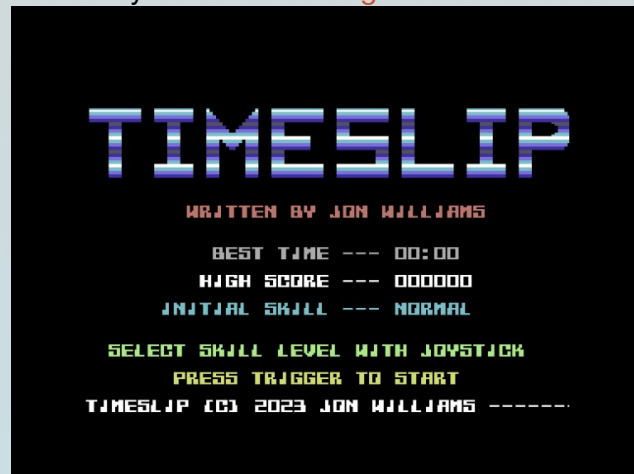 TIMESLIP
WRITTEN BY JON WILLIAMS
BEST TIME --- 00:00
HIGH SCORE --- 000000
INITIAL SKILL --- NORMAL
SELECT SKILL LEVEL WITH JOYSTICK
PRESS TRIGGER TO START
TIMESLIP (C) 2023 JON WILLIAMS ------